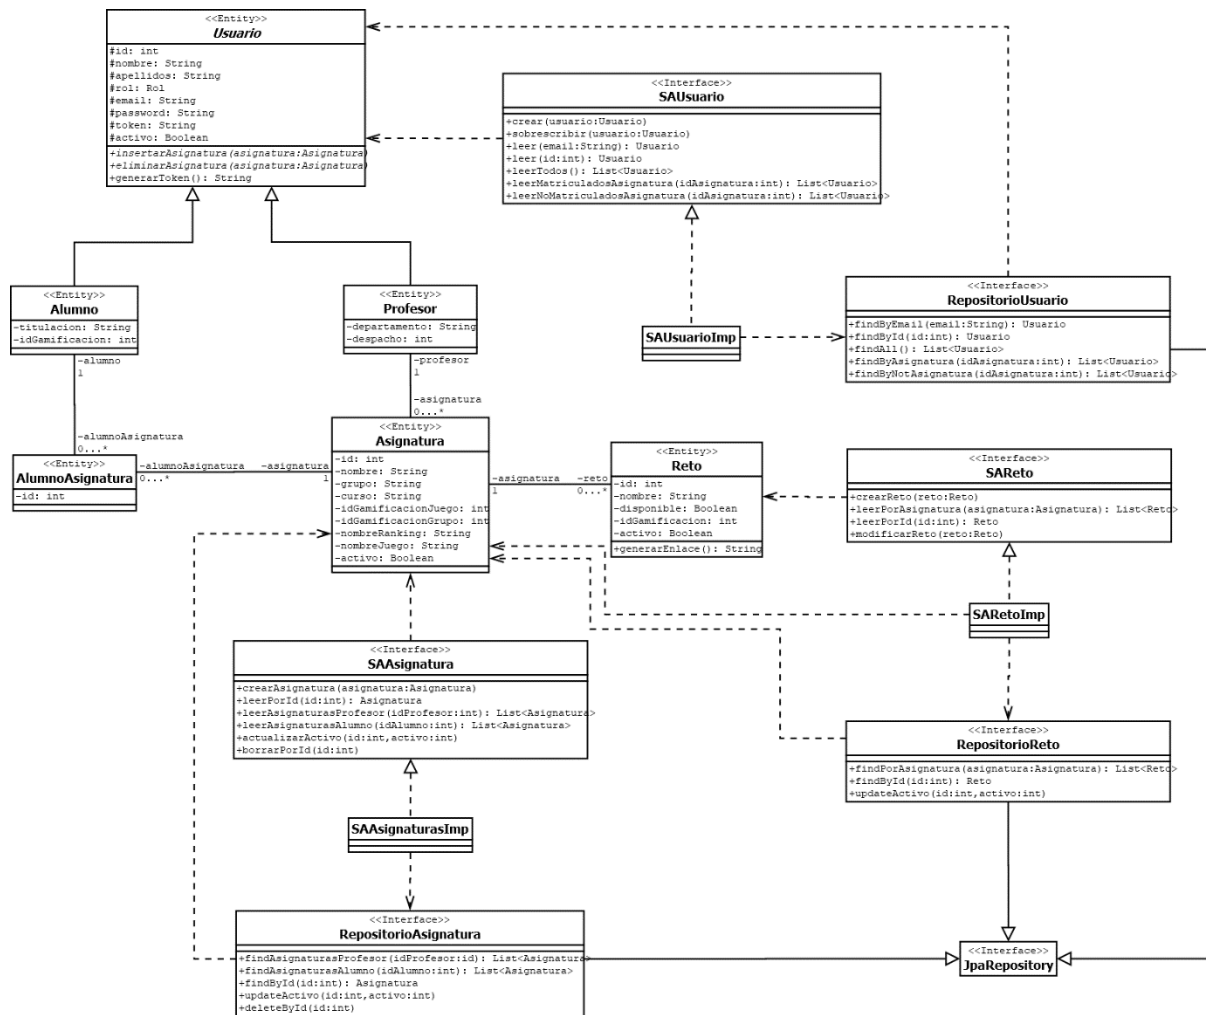 <<Entity>>
Usuario
#id: int
#nombre: String
#apellidos: String
#rol: Rol
#email: String
#password: String
#token: String
#activo: Boolean
+insertarAsignatura(asignatura:Asignatura)
+eliminarAsignatura(asignatura:Asignatura)
+generarToken(): String
<<Interface>>
SAUsuario
+crear(usuario:Usuario)
+sobrescribir(usuario:Usuario)
+leer(email:String): Usuario
+leer(id:int): Usuario
+leerTodos(): List<Usuario>
+leerMatriculadosAsignatura(idAsignatura:int): List<Usuario>
+leerNoMatriculadosAsignatura(idAsignatura:int): List<Usuario>
<<Entity>>
Alumno
-titulacion: String
-idGamificacion: int
<<Entity>>
Profesor
-departamento: String
-despacho: int
SAUsuarioImp
<<Interface>>
RepositorioUsuario
+findByEmail(email:String): Usuario
+findById(id:int): Usuario
+findAll(): List<Usuario>
+findByAsignatura(idAsignatura:int): List<Usuario>
+findByNotAsignatura(idAsignatura:int): List<Usuario>
-alumno
1
-profesor
1
-asignatura
0...*
-alumnoAsignatura
0...*
<<Entity>>
AlumnoAsignatura
-id: int
-alumnoAsignatura
0...*
-asignatura
1
<<Entity>>
Asignatura
-id: int
-nombre: String
-grupo: String
-curso: String
-idGamificacionJuego: int
-idGamificacionGrupo: int
-nombreRanking: String
-nombreJuego: String
-activo: Boolean
-asignatura
1
-reto
0...*
<<Entity>>
Reto
-id: int
-nombre: String
-disponible: Boolean
-idGamificacion: int
-activo: Boolean
+generarEnlace(): String
<<Interface>>
SAReto
+crearReto(reto:Reto)
+leerPorAsignatura(asignatura:Asignatura): List<Reto>
+leerPorId(id:int): Reto
+modificarReto(reto:Reto)
SARetoImp
<<Interface>>
SAAsignatura
+crearAsignatura(asignatura:Asignatura)
+leerPorId(id:int): Asignatura
+leerAsignaturasProfesor(idProfesor:int): List<Asignatura>
+leerAsignaturasAlumno(idAlumno:int): List<Asignatura>
+actualizarActivo(id:int,activo:int)
+borrarPorId(id:int)
<<Interface>>
RepositorioReto
+findPorAsignatura(asignatura:Asignatura): List<Reto>
+findById(id:int): Reto
+updateActivo(id:int,activo:int)
SAAsignaturasImp
<<Interface>>
RepositorioAsignatura
+findAsignaturasProfesor(idProfesor:id): List<Asignatura>
+findAsignaturasAlumno(idAlumno:int): List<Asignatura>
+findById(id:int): Asignatura
+updateActivo(id:int,activo:int)
+deleteById(id:int)
<<Interface>>
JpaRepository